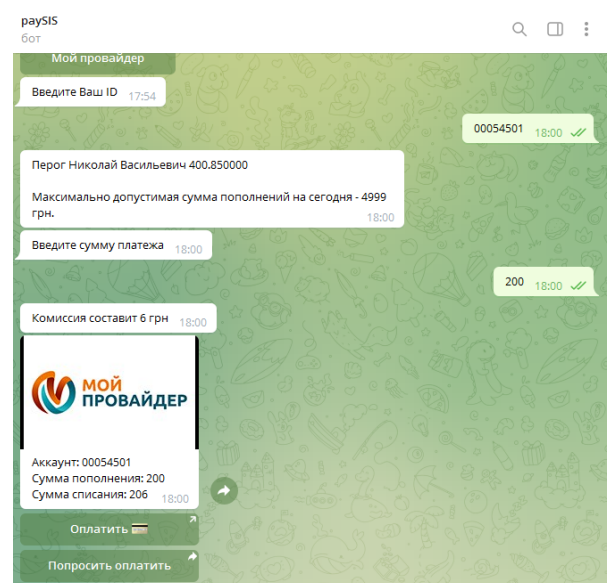 paySIS
бот
Мой провайдер
Введите Ваш ID 17:54
00054501 18:00
Перог Николай Васильевич 400.850000
Максимально допустимая сумма пополнений на сегодня - 4999
грн. 18:00
Введите сумму платежа 18:00
200 18:00
Комиссия составит 6 грн 18:00
МОЙ
ПРОВАЙДЕР
Аккаунт: 00054501
Сумма пополнения: 200
Сумма списания: 206 18:00
Оплатить
Попросить оплатить